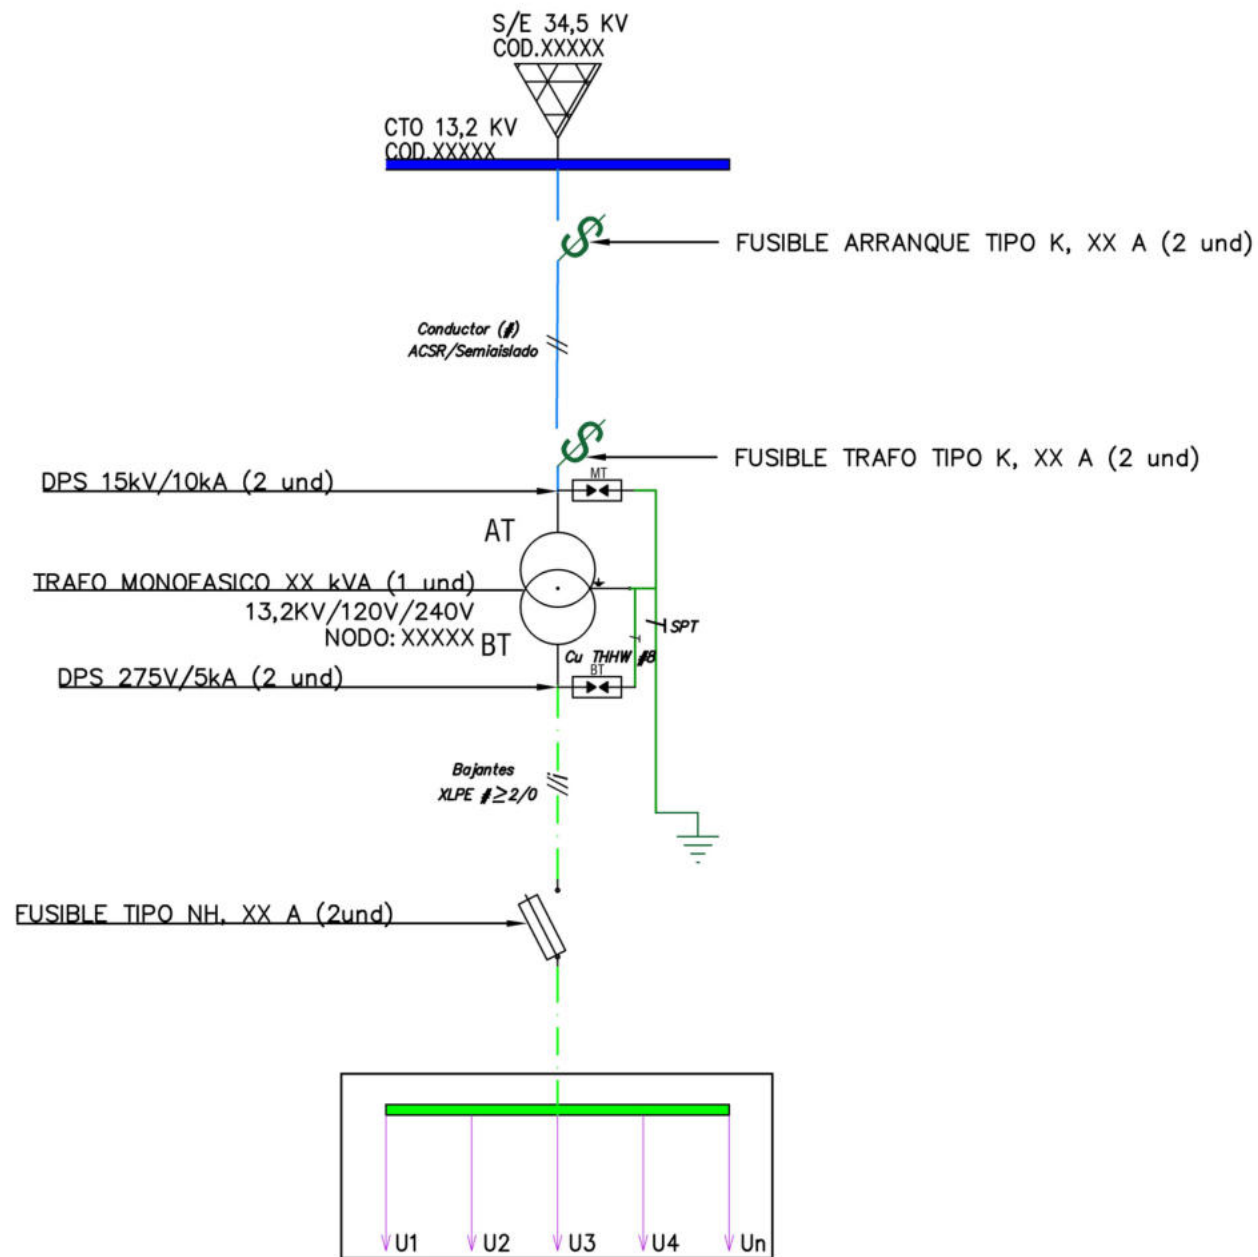 S/E 34,5 KV
COD.XXXXX
CTO 13,2 KV
COD.XXXXX
FUSIBLE ARRANQUE TIPO K, XX A (2 und)
Conductor (#)
ACSR/Semiaislado
FUSIBLE TRAFO TIPO K, XX A (2 und)
DPS 15kV/10kA (2 und)
MT
AT
TRAFO MONOFASICO XX kVA (1 und)
13,2KV/120V/240V
NODO: XXXXX
BT
SPT
Cu THHW #8
BT
DPS 275V/5kA (2 und)
Bajantes
XLPE #≥2/0
FUSIBLE TIPO NH, XX A (2und)
U1
U2
U3
U4
Un